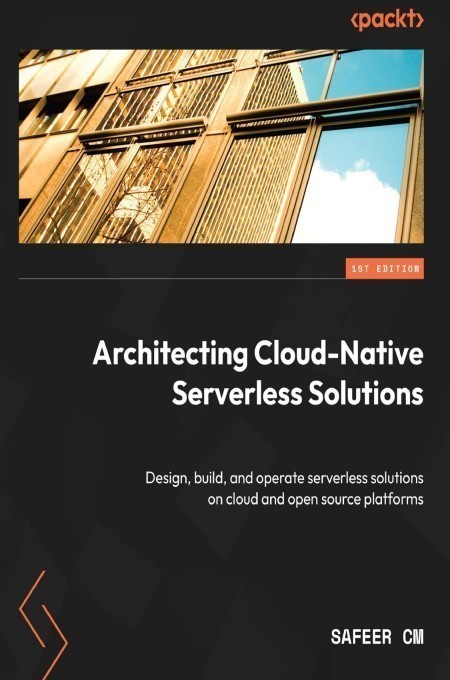 <packt>
1ST EDITION
Architecting Cloud-Native
Serverless Solutions
Design, build, and operate serverless solutions
on cloud and open source platforms
SAFEER CM